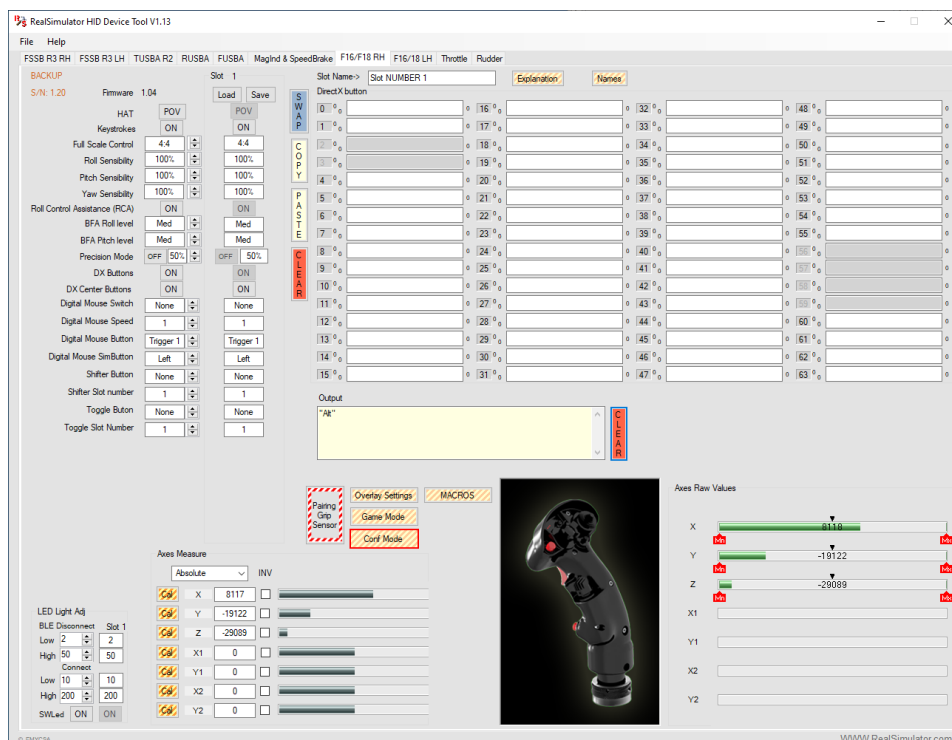 RealSimulator HID Device Tool V1.13
File Help
FSSB R3 RH FSSB R3 LH TUSBA R2 RUSBA FUSBA MagInd & SpeedBrake F16/F18 RH F16/18 LH Throttle Rudder
BACKUP Slot 1 Slot Name-> Slot NUMBER 1 Explanation Names
S/N: 1.20 Firmware 1.04 Load Save DirectX button
HAT POV POV
Keystrokes ON ON
Full Scale Control 4:4 4:4
Roll Sensibility 100% 100%
Pitch Sensibility 100% 100%
Yaw Sensibility 100% 100%
Roll Control Assistance (RCA) ON ON
BFA Roll level Med Med
BFA Pitch level Med Med
Precision Mode OFF 50% OFF 50%
DX Buttons ON ON
DX Center Buttons ON ON
Digital Mouse Switch None None
Digital Mouse Speed 1 1
Digital Mouse Button Trigger 1 Trigger 1
Digital Mouse SimButton Left Left
Shifter Button None None
Shifter Slot number 1 1
Toggle Buton None None
Toggle Slot Number 1 1
SWAP
COPY
PASTE
CLEAR
0 16 32 48
1 17 33 49
2 18 34 50
3 19 35 51
4 20 36 52
5 21 37 53
6 22 38 54
7 23 39 55
8 24 40 56
9 25 41 57
10 26 42 58
11 27 43 59
12 28 44 60
13 29 45 61
14 30 46 62
15 31 47 63
Output
"Alt"
CLEAR
Pairing Grip Sensor
Overlay Settings MACROS
Game Mode
Conf Mode
Axes Raw Values
X 8118
Mn Mx
Y -19122
Mn Mx
Z -29089
Mn Mx
X1
Y1
X2
Y2
Axes Measure
Absolute INV
Cal X 8117
Cal Y -19122
Cal Z -29089
Cal X1 0
Cal Y1 0
Cal X2 0
Cal Y2 0
LED Light Adj
BLE Disconnect Slot 1
Low 2 2
High 50 50
Connect
Low 10 10
High 200 200
SWLed ON ON
WWW.RealSimulator.com